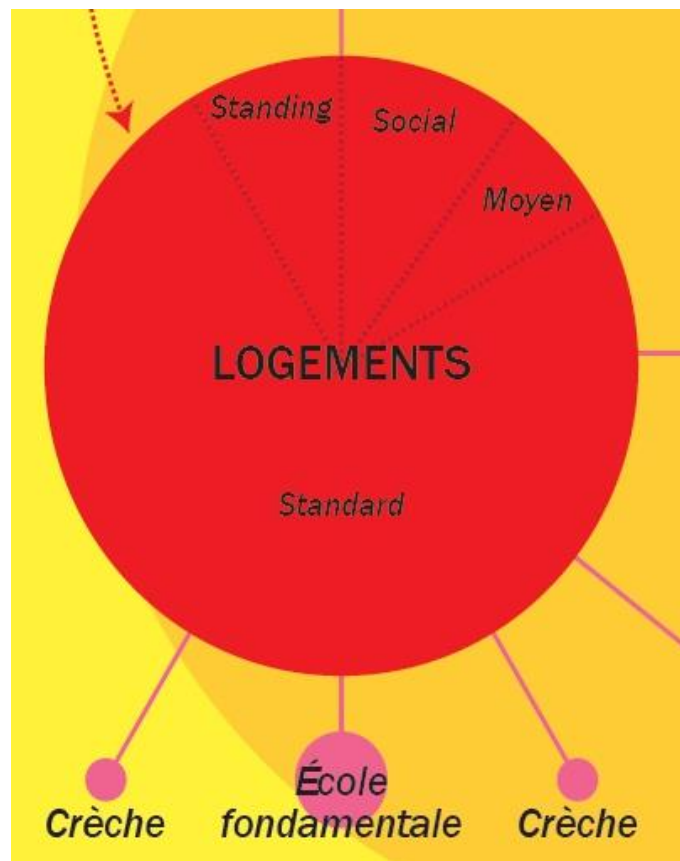 Standing
Social
Moyen
LOGEMENTS
Standard
Crèche
École
fondamentale
Crèche